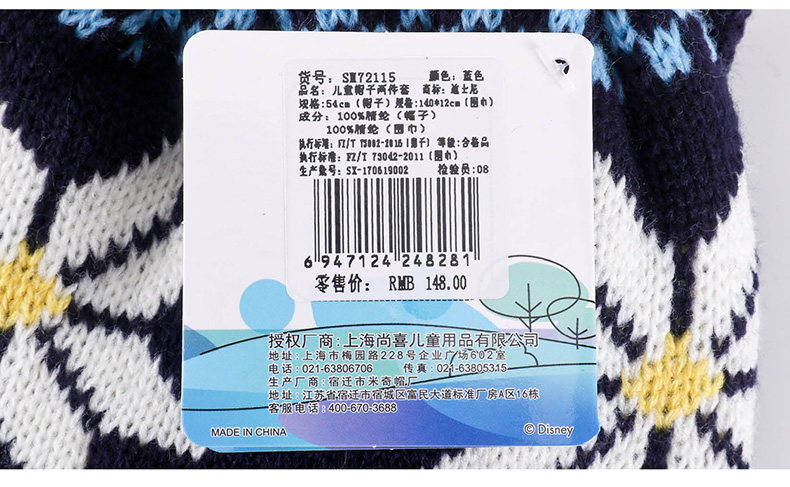 货号: SM72115 颜色: 蓝色
品名: 儿童帽子两件套 商标: 迪士尼
规格:54cm (帽子) 规格:140*12cm (围巾)
成分: 100%腈纶 (帽子)
100%腈纶 (围巾)
执行标准: FZ/T 73002-2016 (帽子) 等级:合格品
执行标准: FZ/T 73042-2011 (围巾)
生产批号: SX-170619002 检验员:08
6 947124 248281
零售价: RMB 148.00
授权厂商:上海尚喜儿童用品有限公司
地址:上海市梅园路228号企业广场602室
电话:021-63806706 传真:021-63805315
生产厂商:宿迁市米奇帽厂
地址:江苏省宿迁市宿城区富民大道标准厂房A区16栋
客服电话:400-670-3688
MADE IN CHINA
© Disney